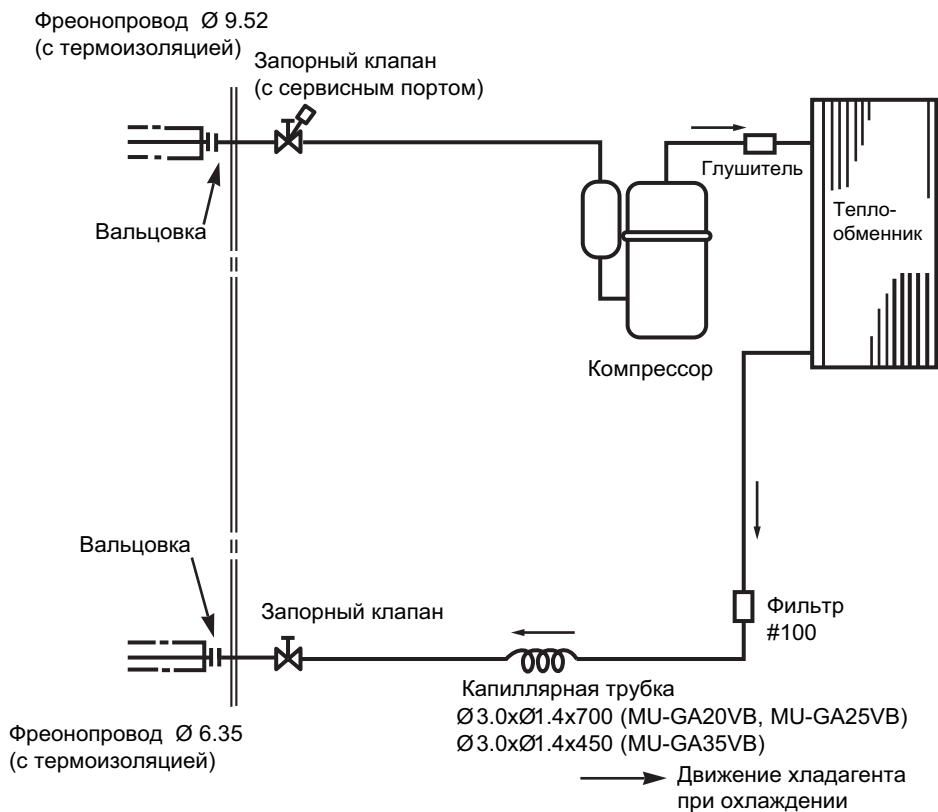 Фреонопровод Ø 9.52
(с термоизоляцией)
Запорный клапан
(с сервисным портом)
Глушитель
Вальцовка
Тепло-
обменник
Компрессор
Вальцовка
Запорный клапан
Фильтр
#100
Капиллярная трубка
Ø3.0xØ1.4x700 (MU-GA20VB, MU-GA25VB)
Ø3.0xØ1.4x450 (MU-GA35VB)
Фреонопровод Ø 6.35
(с термоизоляцией)
Движение хладагента
при охлаждении